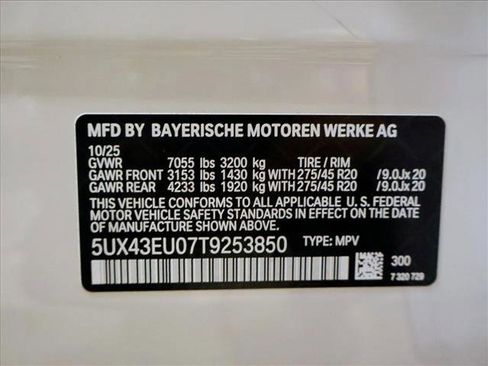 MFD BY BAYERISCHE MOTOREN WERKE AG
10/25
GVWR 7055 lbs 3200 kg TIRE / RIM
GAWR FRONT 3153 lbs 1430 kg WITH 275/45 R20 /9.0Jx 20
GAWR REAR 4233 lbs 1920 kg WITH 275/45 R20 /9.0Jx 20
THIS VEHICLE CONFORMS TO ALL APPLICABLE U. S. FEDERAL
MOTOR VEHICLE SAFETY STANDARDS IN EFFECT ON THE DATE
OF MANUFACTURE SHOWN ABOVE.
5UX43EU07T9253850 TYPE: MPV
300
7 320 729